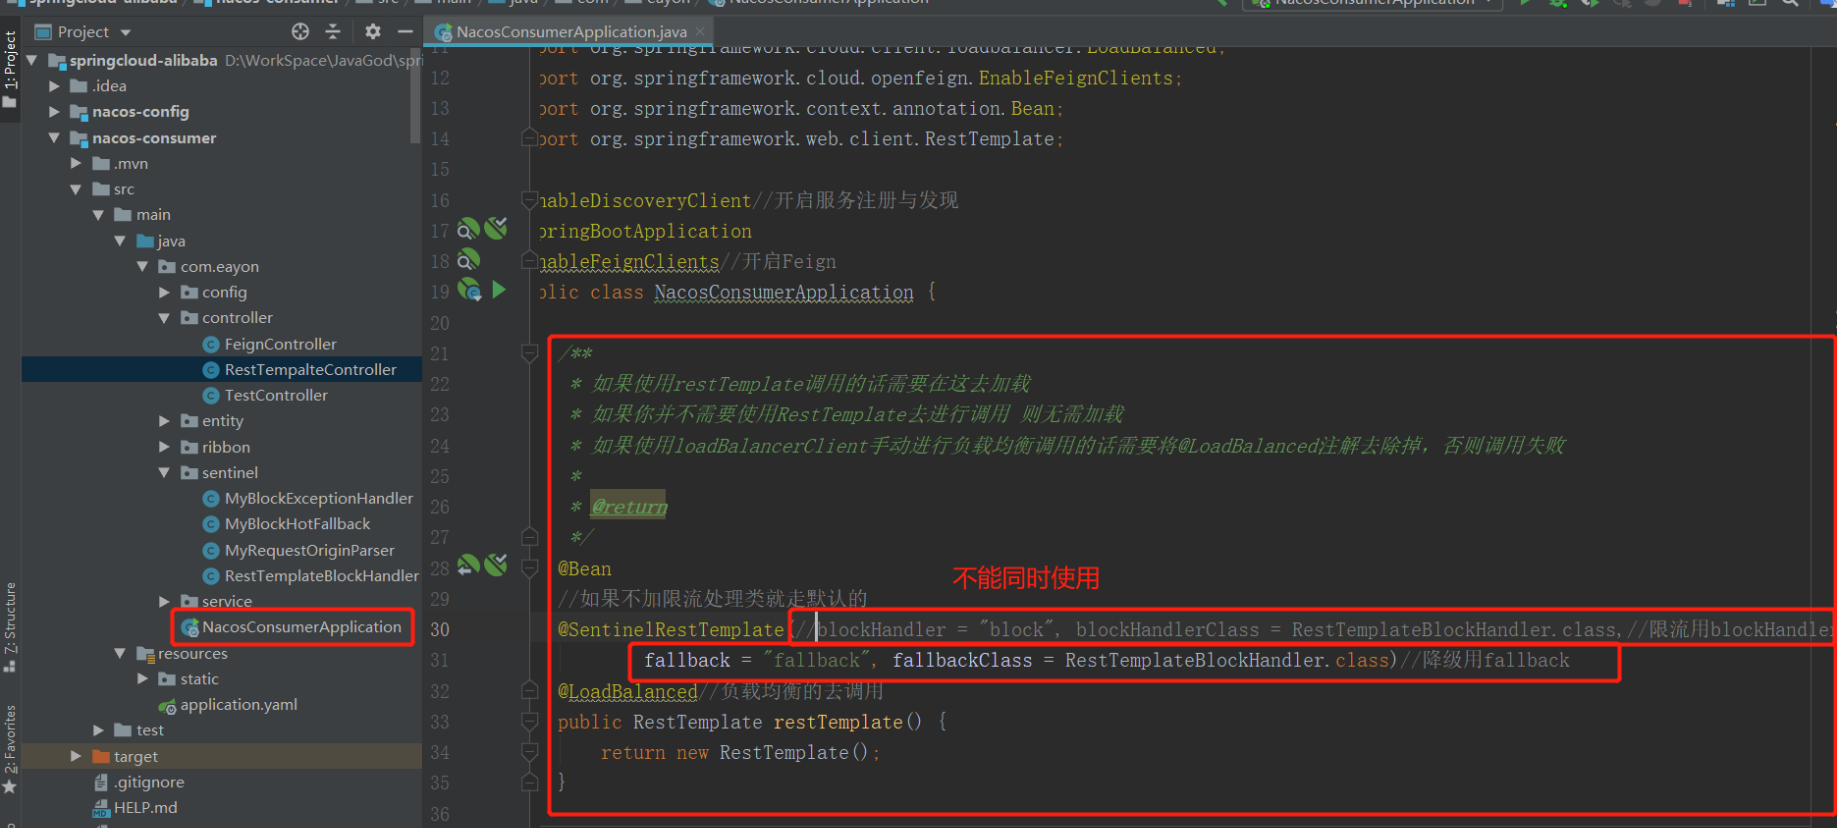 springcloud-alibaba nacos-consumer src main java com eayon NacosConsumerApplication NacosConsumerApplication
Project
NacosConsumerApplication.java
1: Project
Z: Structure
2: Favorites
springcloud-alibaba D:\WorkSpace\JavaGod\spri
.idea
nacos-config
nacos-consumer
.mvn
src
main
java
com.eayon
config
controller
FeignController
RestTempalteController
TestController
entity
ribbon
sentinel
MyBlockExceptionHandler
MyBlockHotFallback
MyRequestOriginParser
RestTemplateBlockHandler
service
NacosConsumerApplication
resources
static
application.yaml
test
target
.gitignore
HELP.md
11 port org.springframework.cloud.client.loadbalancer.LoadBalanced;
12 port org.springframework.cloud.openfeign.EnableFeignClients;
13 port org.springframework.context.annotation.Bean;
14 port org.springframework.web.client.RestTemplate;
15
16 nableDiscoveryClient//开启服务注册与发现
17 pringBootApplication
18 nableFeignClients//开启Feign
19 blic class NacosConsumerApplication {
20
21 /**
22 * 如果使用restTemplate调用的话需要在这去加载
23 * 如果你并不需要使用RestTemplate去进行调用 则无需加载
24 * 如果使用loadBalancerClient手动进行负载均衡调用的话需要将@LoadBalanced注解去除掉，否则调用失败
25 *
26 * @return
27 */
28 @Bean
不能同时使用
29 //如果不加限流处理类就走默认的
30 @SentinelRestTemplate(//blockHandler = "block", blockHandlerClass = RestTemplateBlockHandler.class,//限流用blockHandler
31 fallback = "fallback", fallbackClass = RestTemplateBlockHandler.class)//降级用fallback
32 @LoadBalanced//负载均衡的去调用
33 public RestTemplate restTemplate() {
34 return new RestTemplate();
35 }
36